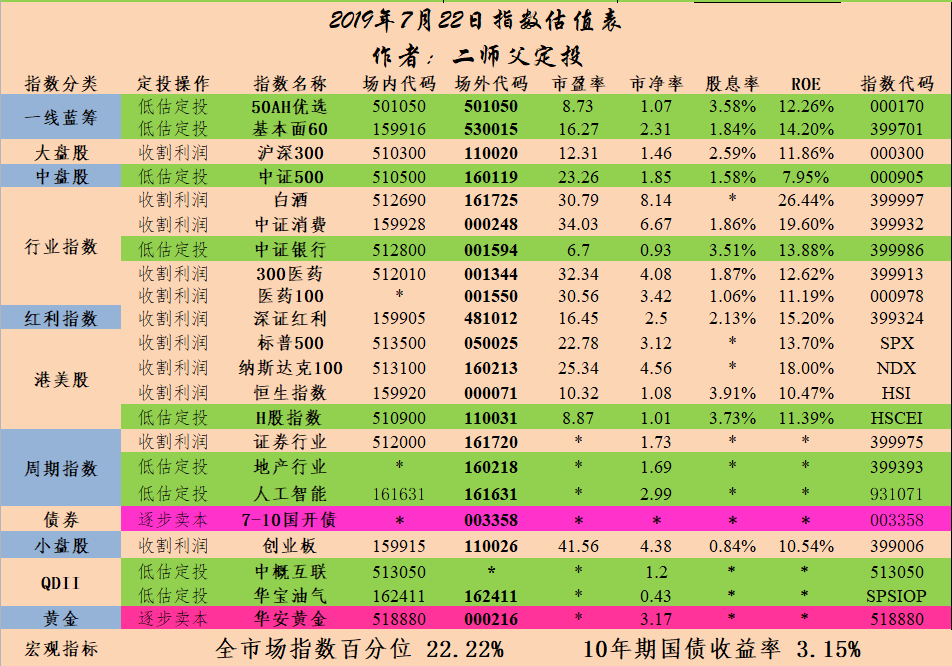 2019年7月22日指数估值表
作者：二师父定投
指数分类 定投操作 指数名称 场内代码 场外代码 市盈率 市净率 股息率 ROE 指数代码
一线蓝筹 低估定投 50AH优选 501050 501050 8.73 1.07 3.58% 12.26% 000170
低估定投 基本面60 159916 530015 16.27 2.31 1.84% 14.20% 399701
大盘股 收割利润 沪深300 510300 110020 12.31 1.46 2.59% 11.86% 000300
中盘股 低估定投 中证500 510500 160119 23.26 1.85 1.58% 7.95% 000905
行业指数 收割利润 白酒 512690 161725 30.79 8.14 * 26.44% 399997
收割利润 中证消费 159928 000248 34.03 6.67 1.86% 19.60% 399932
低估定投 中证银行 512800 001594 6.7 0.93 3.51% 13.88% 399986
收割利润 300医药 512010 001344 32.34 4.08 1.87% 12.62% 399913
收割利润 医药100 * 001550 30.56 3.42 1.06% 11.19% 000978
红利指数 收割利润 深证红利 159905 481012 16.45 2.5 2.13% 15.20% 399324
港美股 收割利润 标普500 513500 050025 22.78 3.12 * 13.70% SPX
收割利润 纳斯达克100 513100 160213 25.34 4.56 * 18.00% NDX
收割利润 恒生指数 159920 000071 10.32 1.08 3.91% 10.47% HSI
低估定投 H股指数 510900 110031 8.87 1.01 3.73% 11.39% HSCEI
周期指数 收割利润 证券行业 512000 161720 * 1.73 * * 399975
低估定投 地产行业 * 160218 * 1.69 * * 399393
低估定投 人工智能 161631 161631 * 2.99 * * 931071
债券 逐步卖本 7-10国开债 * 003358 * * * * 003358
小盘股 收割利润 创业板 159915 110026 41.56 4.38 0.84% 10.54% 399006
QDII 低估定投 中概互联 513050 * * 1.2 * * 513050
低估定投 华宝油气 162411 162411 * 0.43 * * SPSIOP
黄金 逐步卖本 华安黄金 518880 000216 * 3.17 * * 518880
宏观指标 全市场指数百分位 22.22% 10年期国债收益率 3.15%